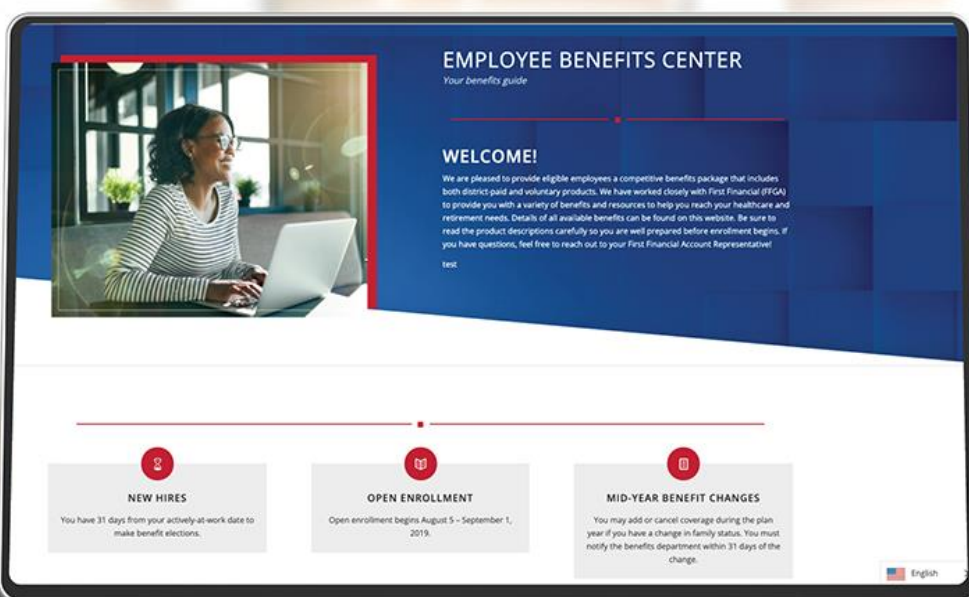 EMPLOYEE BENEFITS CENTER
Your benefits guide
WELCOME!
We are pleased to provide eligible employees a competitive benefits package that includes
both district-paid and voluntary products. We have worked closely with First Financial (FFGA)
to provide you with a variety of benefits and resources to help you reach your healthcare and
retirement needs. Details of all available benefits can be found on this website. Be sure to
read the product descriptions carefully so you are well prepared before enrollment begins. If
you have questions, feel free to reach out to your First Financial Account Representative!
test
NEW HIRES
You have 31 days from your actively-at-work date to
make benefit elections.
OPEN ENROLLMENT
Open enrollment begins August 5 – September 1,
2019.
MID-YEAR BENEFIT CHANGES
You may add or cancel coverage during the plan
year if you have a change in family status. You must
notify the benefits department within 31 days of the
change.
English